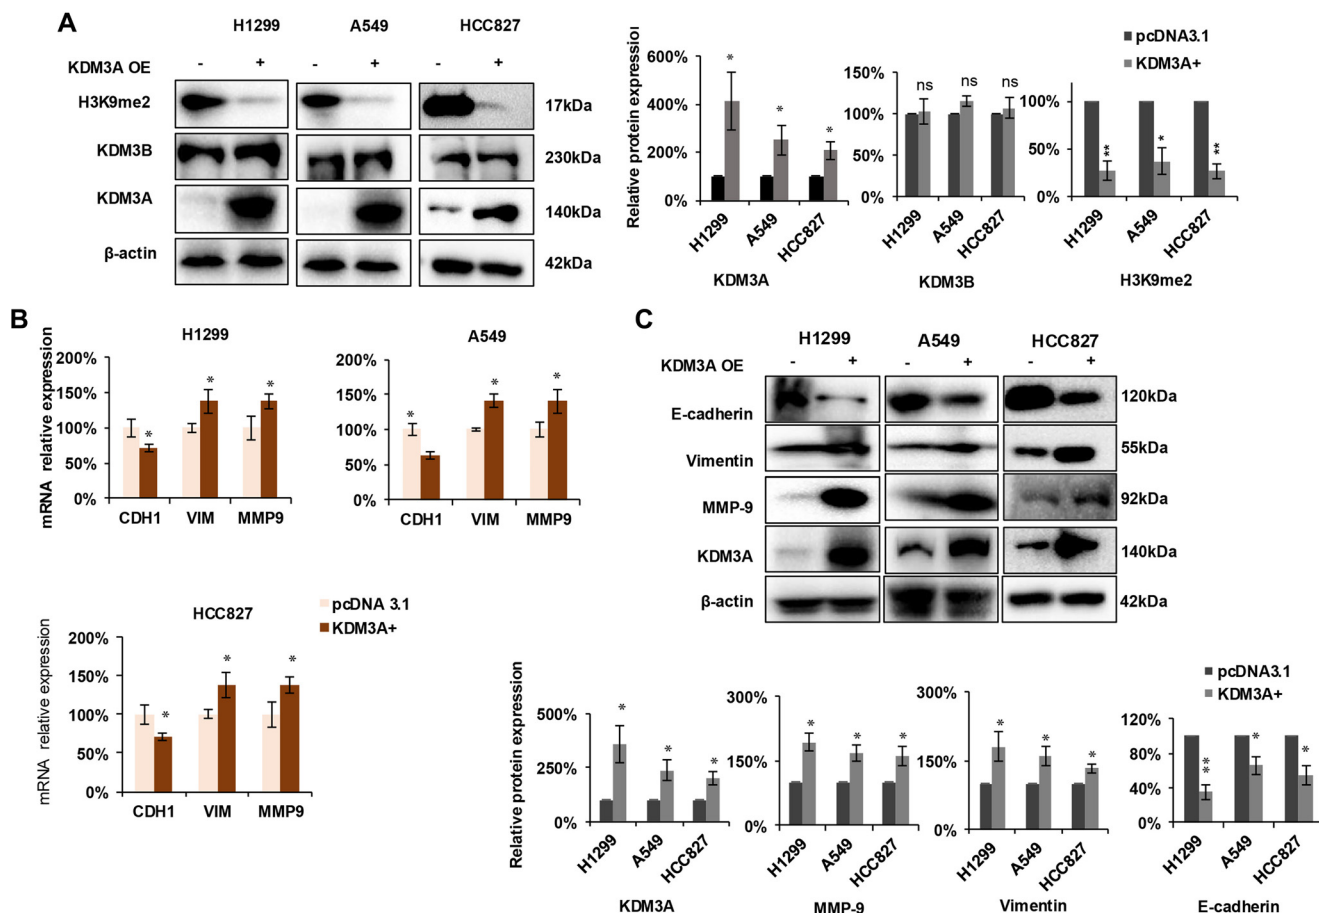 A
H1299 A549 HCC827
KDM3A OE - + - + - +
H3K9me2 17kDa
KDM3B 230kDa
KDM3A 140kDa
β-actin 42kDa
pcDNA3.1
KDM3A+
Relative protein expression
600%
400%
200%
0%
* * *
H1299 A549 HCC827
KDM3A
150%
100%
50%
0%
ns ns ns
H1299 A549 HCC827
KDM3B
100%
50%
0%
** * **
H1299 A549 HCC827
H3K9me2
B
H1299
mRNA relative expression
200%
150%
100%
50%
0%
* * *
CDH1 VIM MMP9
A549
200%
150%
100%
50%
0%
* * *
CDH1 VIM MMP9
HCC827
pcDNA 3.1
KDM3A+
mRNA relative expression
200%
150%
100%
50%
0%
* * *
CDH1 VIM MMP9
C
H1299 A549 HCC827
KDM3A OE - + - + - +
E-cadherin 120kDa
Vimentin 55kDa
MMP-9 92kDa
KDM3A 140kDa
β-actin 42kDa
pcDNA3.1
KDM3A+
Relative protein expression
500%
250%
0%
* * *
H1299 A549 HCC827
KDM3A
300%
150%
0%
* * *
H1299 A549 HCC827
MMP-9
300%
150%
0%
* * *
H1299 A549 HCC827
Vimentin
120%
80%
40%
0%
** * *
H1299 A549 HCC827
E-cadherin